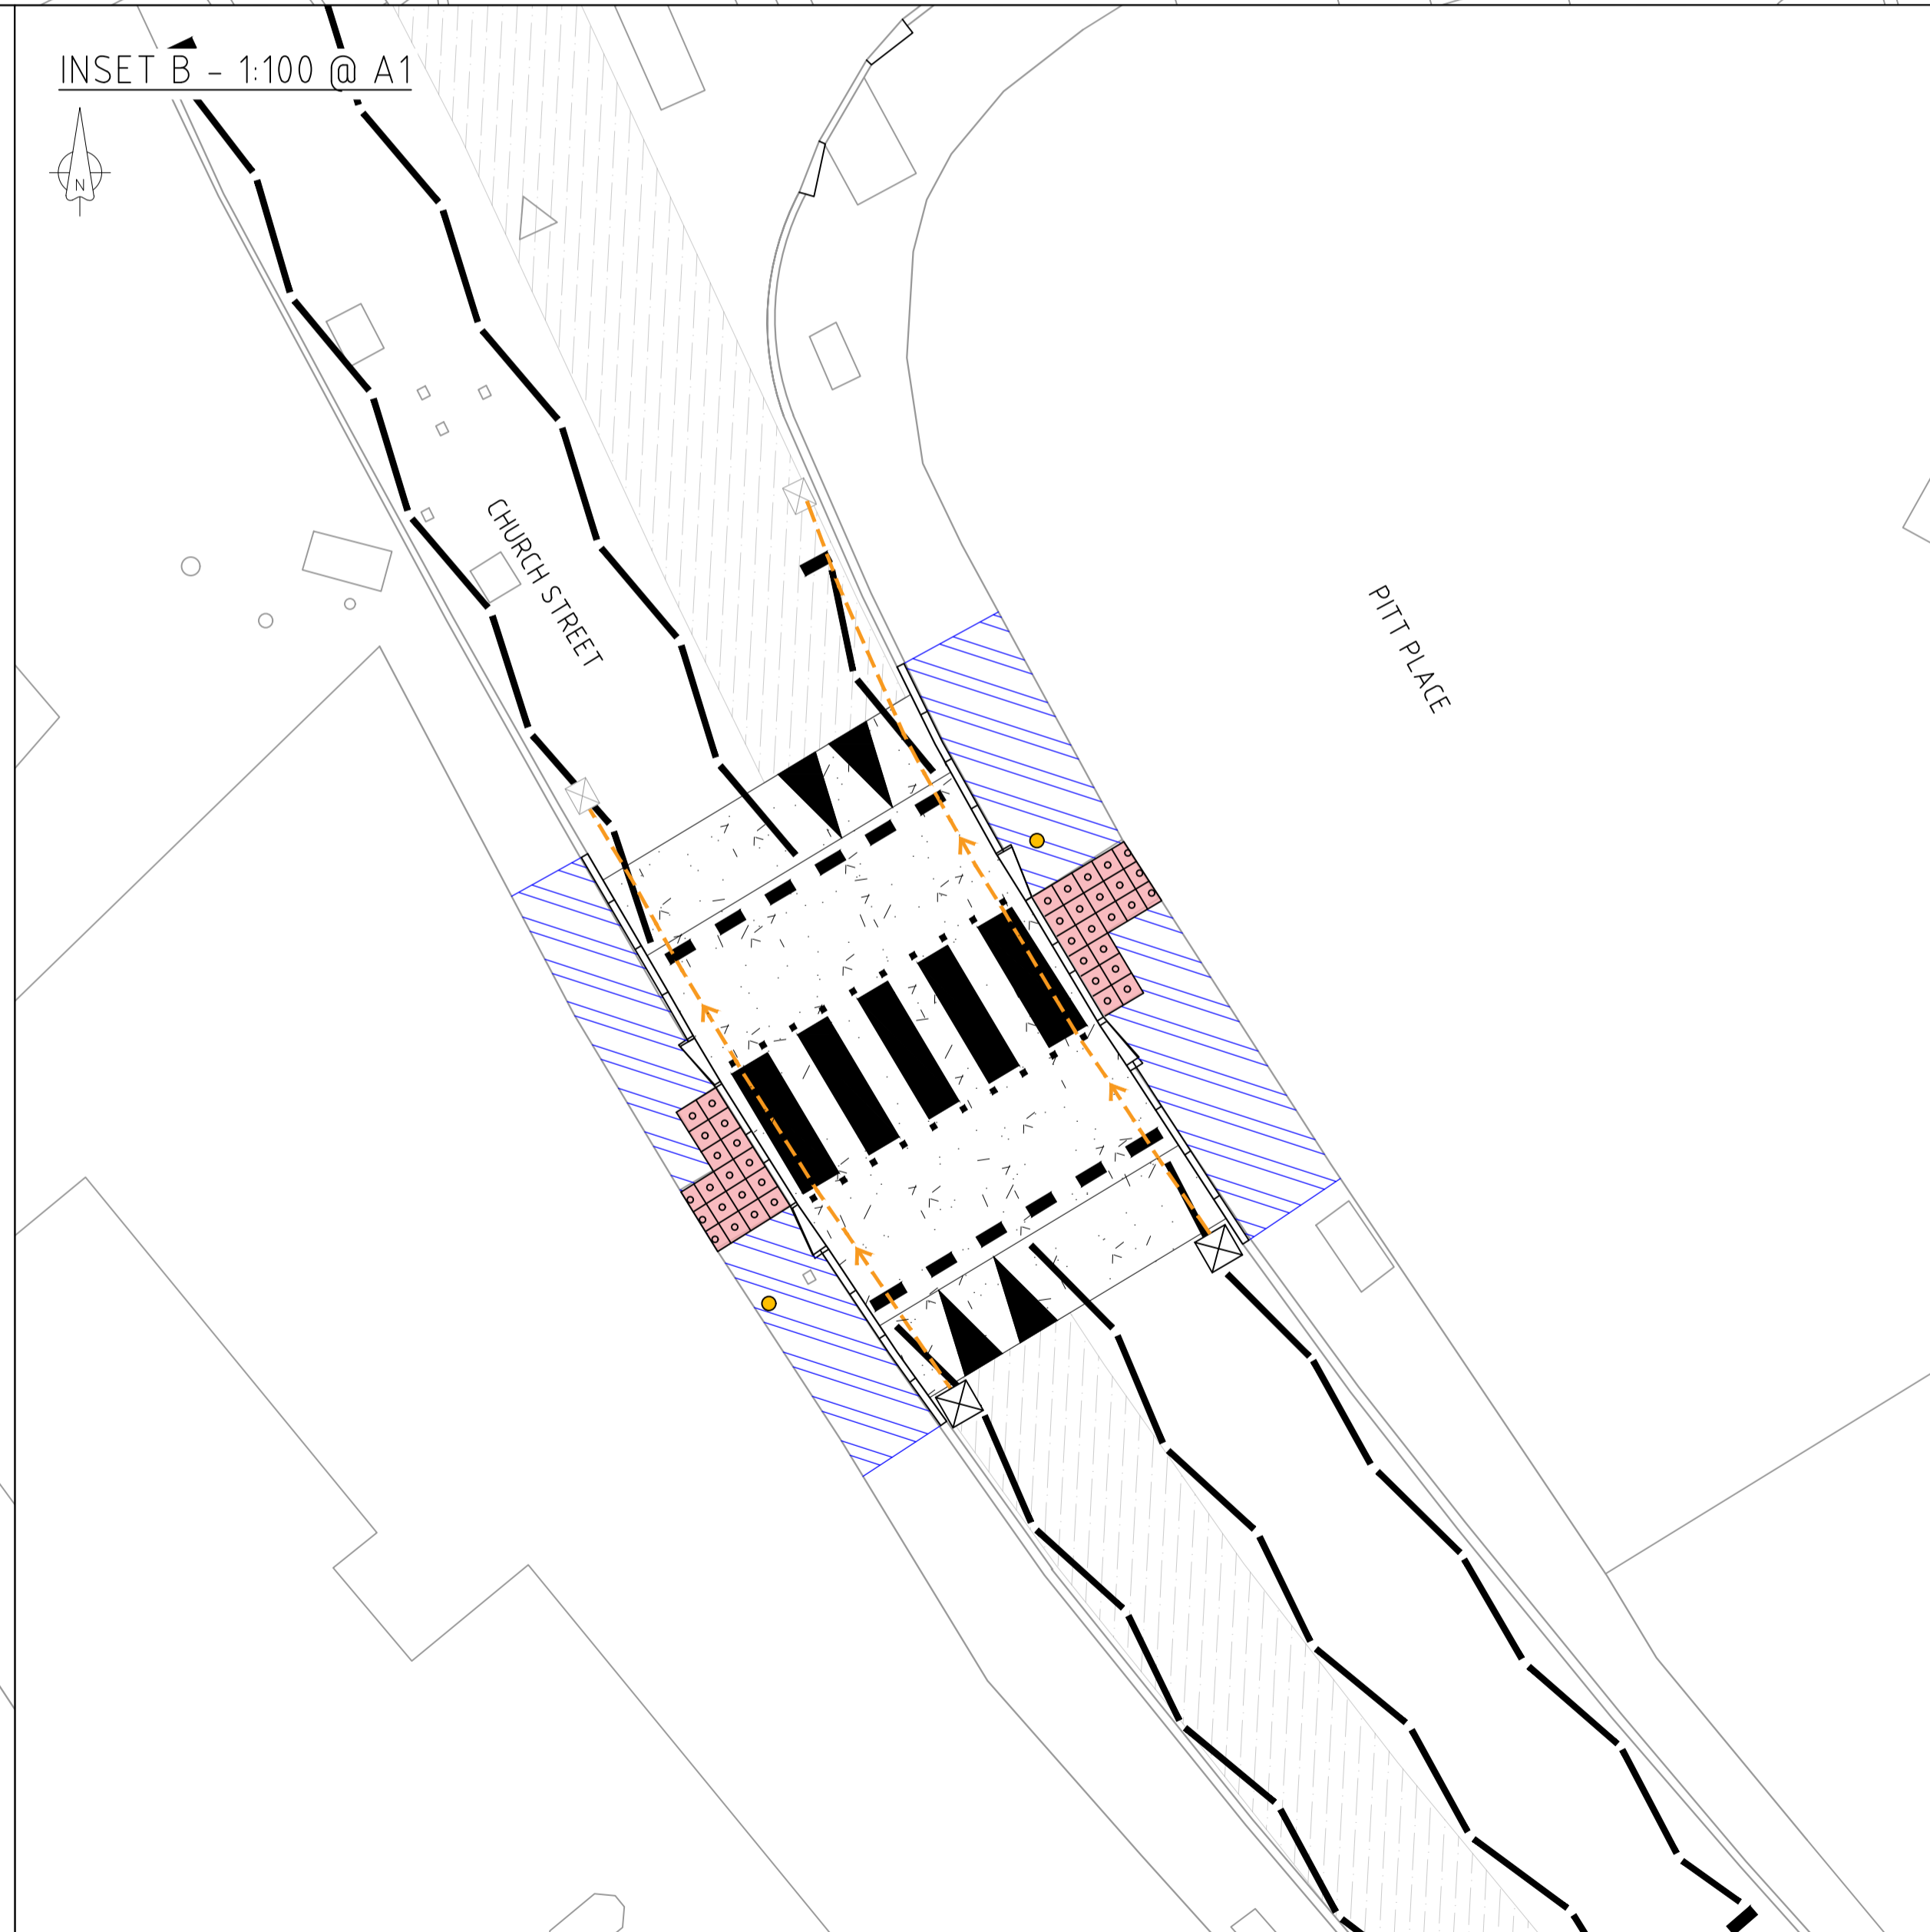 INSET B - 1:100 @ A1
N
CHURCH STREET
PITT PLACE